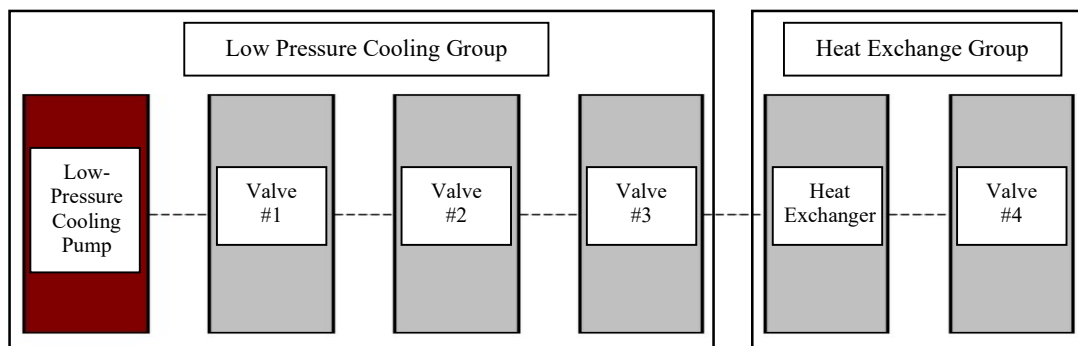 Low Pressure Cooling Group
Heat Exchange Group
Low-
Pressure
Cooling
Pump
Valve
#1
Valve
#2
Valve
#3
Heat
Exchanger
Valve
#4